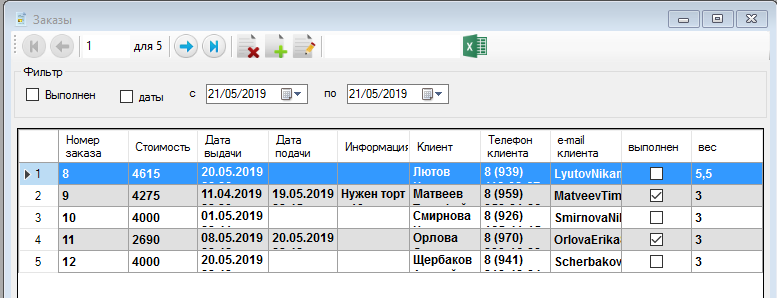 Заказы
1 для 5
Фильтр
Выполнен даты с 21/05/2019 по 21/05/2019
Номер заказа Стоимость Дата выдачи Дата подачи Информация Клиент Телефон клиента e-mail клиента выполнен вес
1 8 4615 20.05.2019 Лютов 8 (939) LyutovNikan 5,5
2 9 4275 11.04.2019 19.05.2019 Нужен торт Матвеев 8 (959) MatveevTim 3
3 10 4000 01.05.2019 Смирнова 8 (926) SmirnovaNil 3
4 11 2690 08.05.2019 20.05.2019 Орлова 8 (970) OrlovaErika 3
5 12 4000 20.05.2019 Щербаков 8 (941) Scherbakov 3